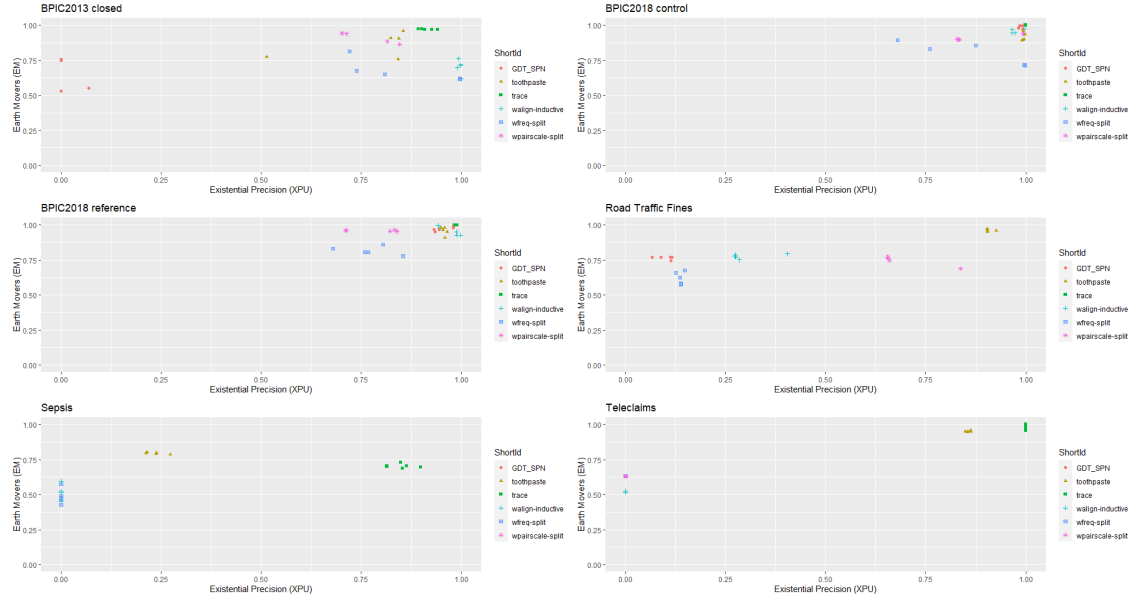 BPIC2013 closed
Earth Movers (EM)
1.00
0.75
0.50
0.25
0.00
0.00
0.25
0.50
0.75
1.00
Existential Precision (XPU)
ShortId
GDT_SPN
toothpaste
trace
walign-inductive
wfreq-split
wpairscale-split
BPIC2018 control
Earth Movers (EM)
1.00
0.75
0.50
0.25
0.00
0.00
0.25
0.50
0.75
1.00
Existential Precision (XPU)
ShortId
GDT_SPN
toothpaste
trace
walign-inductive
wfreq-split
wpairscale-split
BPIC2018 reference
Earth Movers (EM)
1.00
0.75
0.50
0.25
0.00
0.00
0.25
0.50
0.75
1.00
Existential Precision (XPU)
ShortId
GDT_SPN
toothpaste
trace
walign-inductive
wfreq-split
wpairscale-split
Road Traffic Fines
Earth Movers (EM)
1.00
0.75
0.50
0.25
0.00
0.00
0.25
0.50
0.75
1.00
Existential Precision (XPU)
ShortId
GDT_SPN
toothpaste
trace
walign-inductive
wfreq-split
wpairscale-split
Sepsis
Earth Movers (EM)
1.00
0.75
0.50
0.25
0.00
0.00
0.25
0.50
0.75
1.00
Existential Precision (XPU)
ShortId
GDT_SPN
toothpaste
trace
walign-inductive
wfreq-split
wpairscale-split
Teleclaims
Earth Movers (EM)
1.00
0.75
0.50
0.25
0.00
0.00
0.25
0.50
0.75
1.00
Existential Precision (XPU)
ShortId
GDT_SPN
toothpaste
trace
walign-inductive
wfreq-split
wpairscale-split